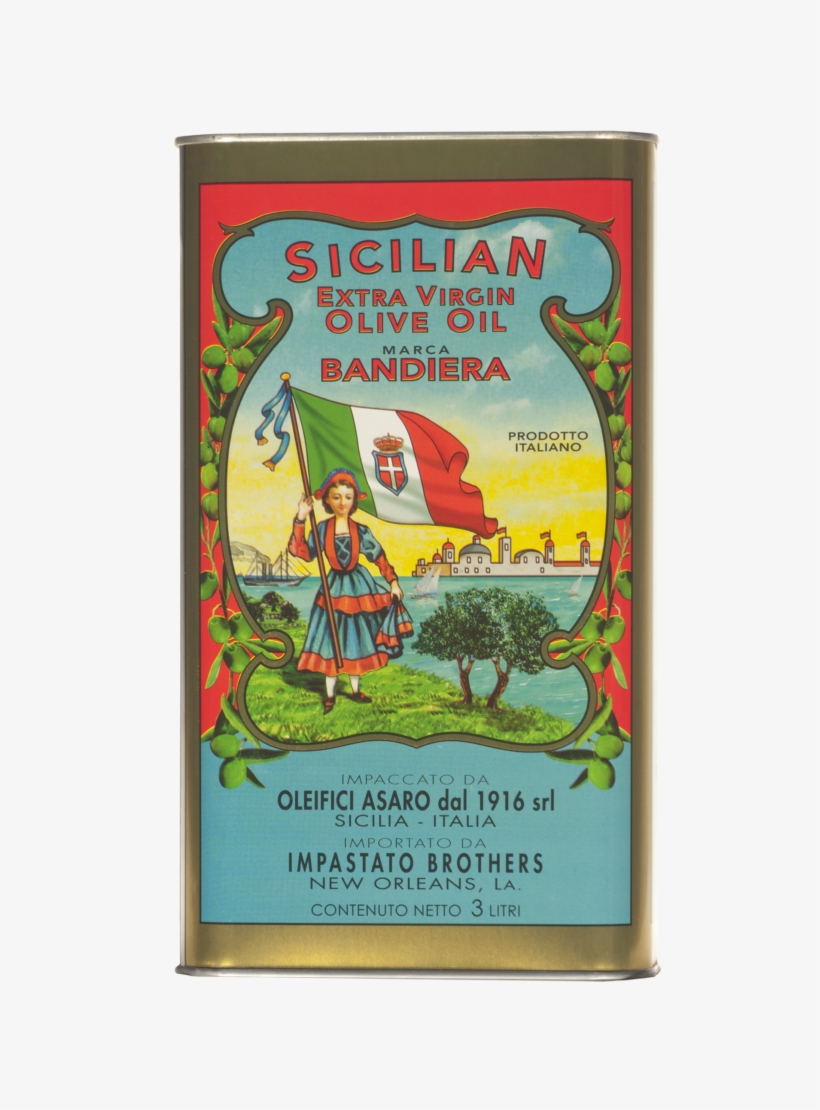 SICILIAN
EXTRA VIRGIN
OLIVE OIL
MARCA
BANDIERA
PRODOTTO
ITALIANO
IMPACCATO DA
OLEIFICI ASARO dal 1916 srl
SICILIA - ITALIA
IMPORTATO DA
IMPASTATO BROTHERS
NEW ORLEANS, LA.
CONTENUTO NETTO 3 LITRI